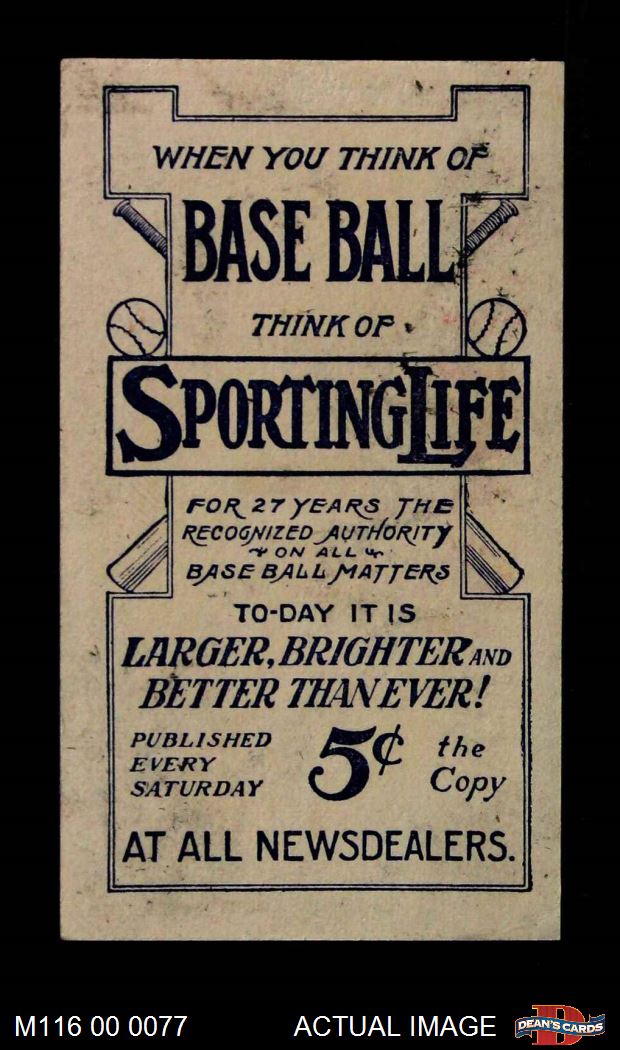 WHEN YOU THINK OF
BASE BALL
THINK OF
SPORTING LIFE
FOR 27 YEARS THE
RECOGNIZED AUTHORITY
ON ALL
BASE BALL MATTERS
TO-DAY IT IS
LARGER, BRIGHTER AND
BETTER THAN EVER!
PUBLISHED
EVERY
SATURDAY
5¢
the
Copy
AT ALL NEWSDEALERS.
M116 00 0077
ACTUAL IMAGE
D
DEAN'S CARDS